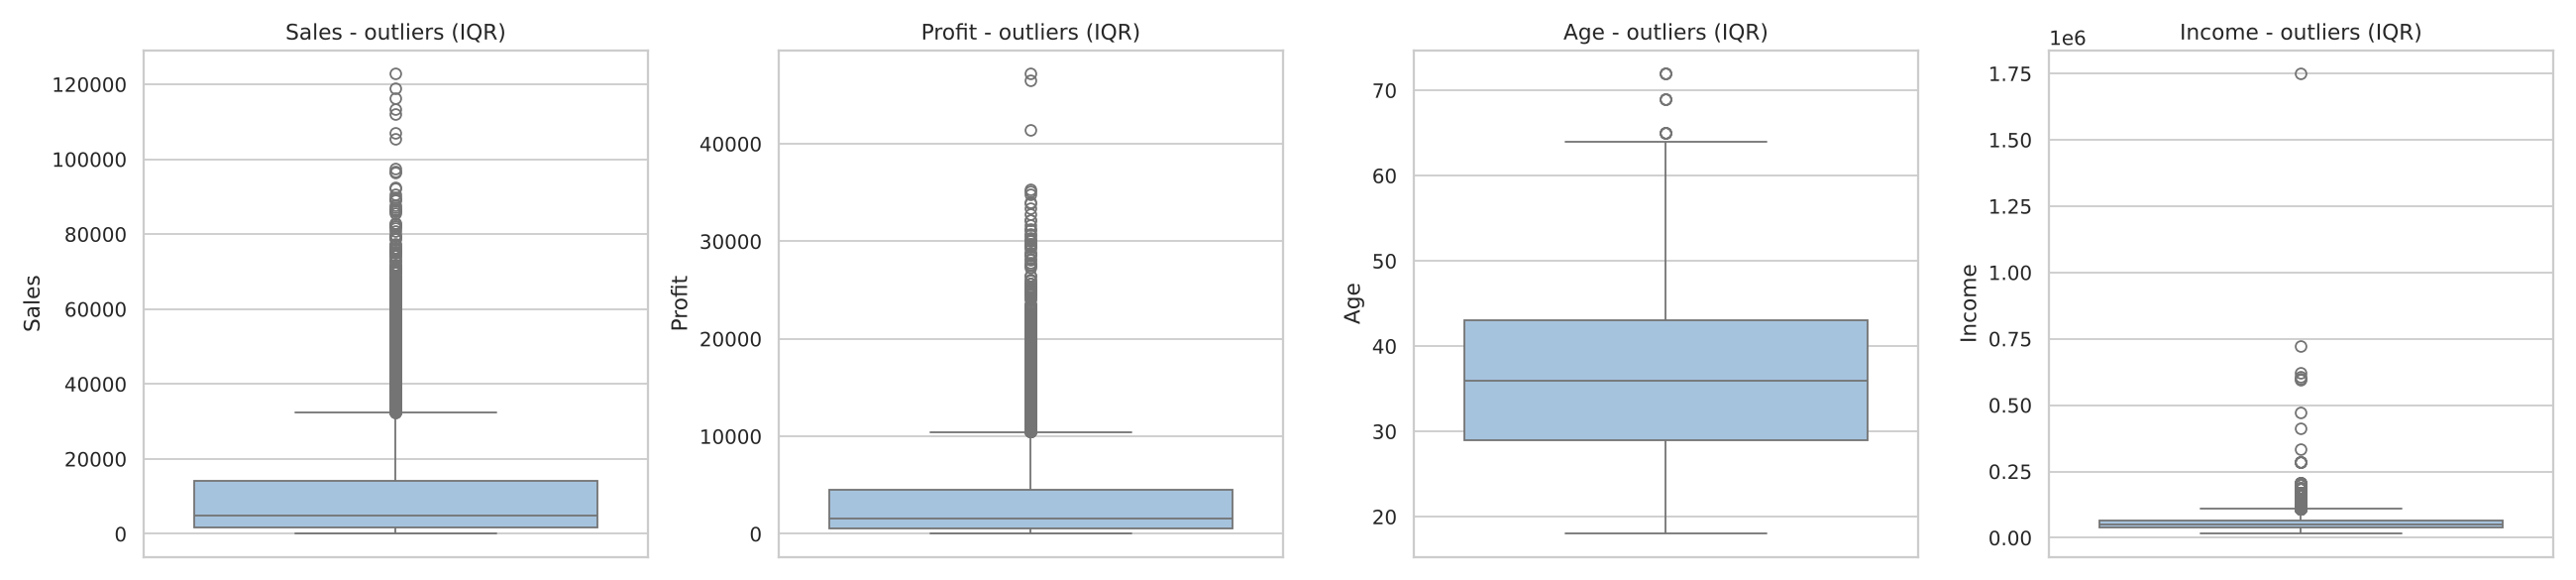 Sales - outliers (IQR)
Sales
120000
100000
80000
60000
40000
20000
0
Profit - outliers (IQR)
Profit
40000
30000
20000
10000
0
Age - outliers (IQR)
Age
70
60
50
40
30
20
Income - outliers (IQR)
1e6
Income
1.75
1.50
1.25
1.00
0.75
0.50
0.25
0.00